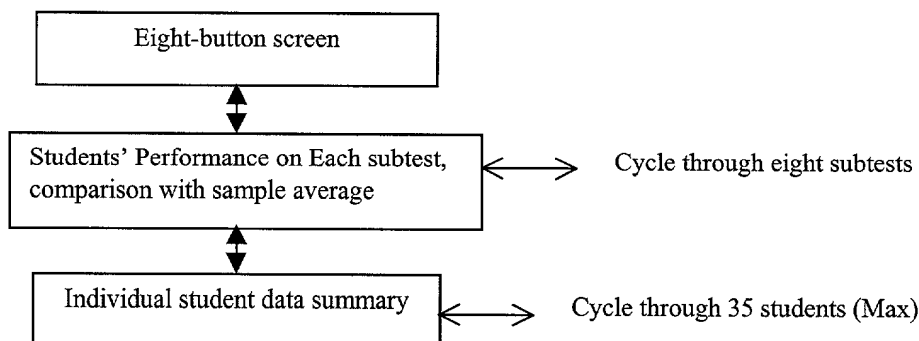 Eight-button screen
Students' Performance on Each subtest,
comparison with sample average
Cycle through eight subtests
Individual student data summary
Cycle through 35 students (Max)